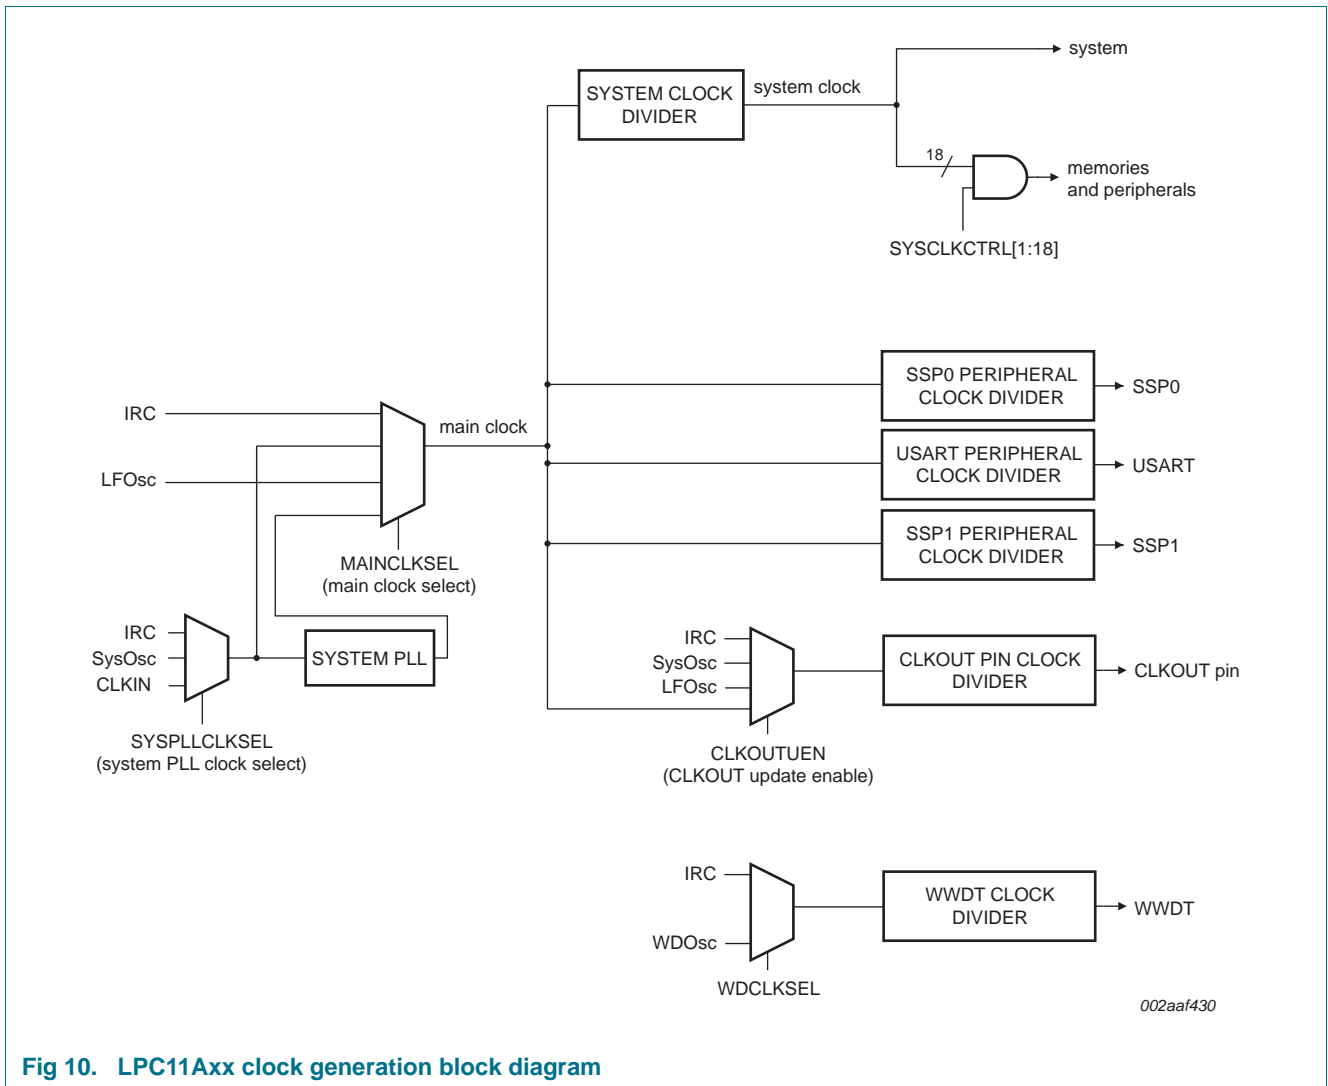 system
SYSTEM CLOCK
DIVIDER
system clock
18
memories
and peripherals
SYSCLKCTRL[1:18]
SSP0 PERIPHERAL
CLOCK DIVIDER
SSP0
IRC
main clock
USART PERIPHERAL
CLOCK DIVIDER
USART
LFOsc
SSP1 PERIPHERAL
CLOCK DIVIDER
SSP1
MAINCLKSEL
(main clock select)
IRC
SysOsc
CLKIN
SYSTEM PLL
SYSPLLCLKSEL
(system PLL clock select)
IRC
SysOsc
LFOsc
CLKOUT PIN CLOCK
DIVIDER
CLKOUT pin
CLKOUTUEN
(CLKOUT update enable)
IRC
WDOsc
WWDT CLOCK
DIVIDER
WWDT
WDCLKSEL
002aaf430
Fig 10. LPC11Axx clock generation block diagram